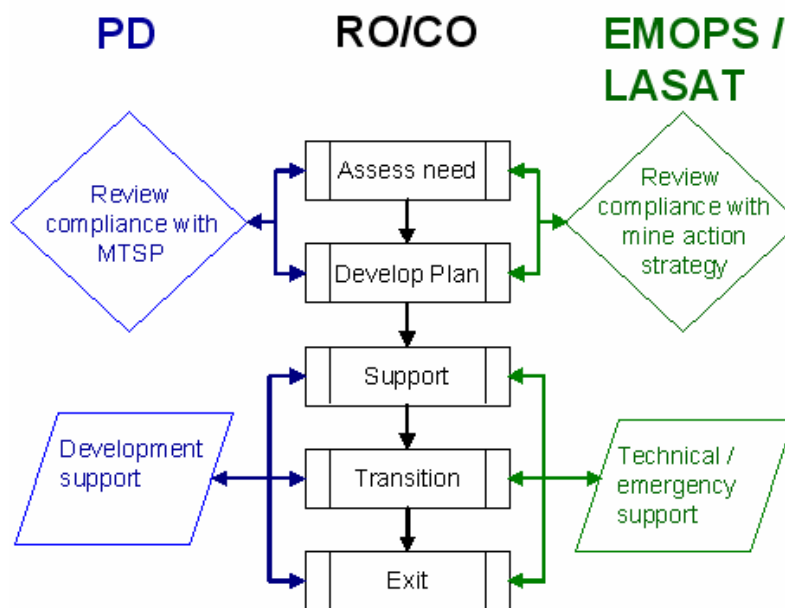 PD
RO/CO
EMOPS /
LASAT
Review
compliance with
MTSP
Assess need
Develop Plan
Review
compliance with
mine action
strategy
Development
support
Support
Transition
Exit
Technical /
emergency
support